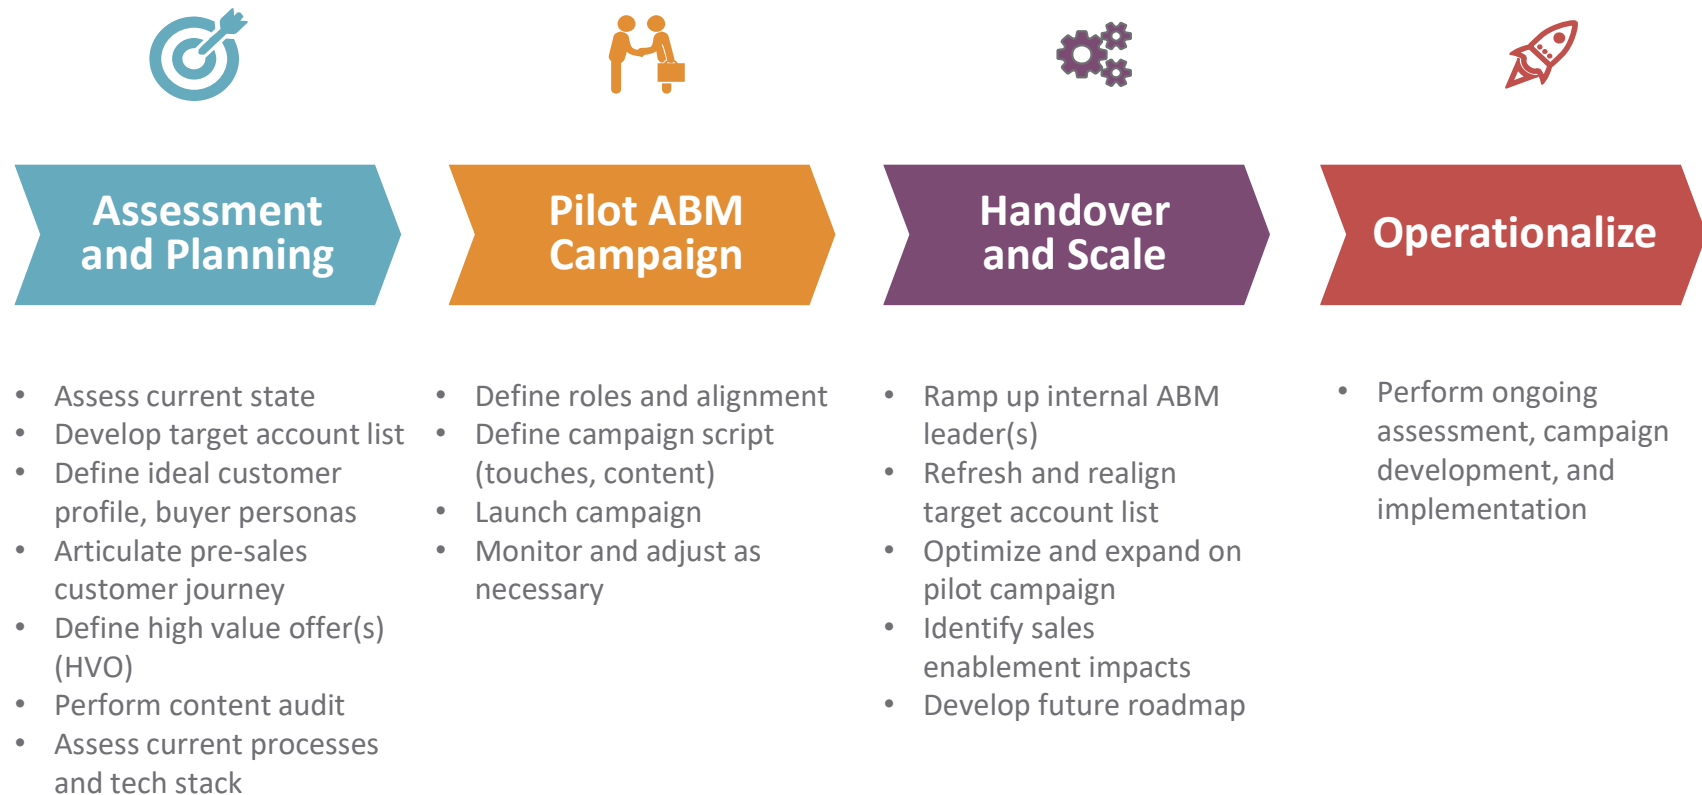 Assessment
and Planning
• Assess current state
• Develop target account list
• Define ideal customer
profile, buyer personas
• Articulate pre-sales
customer journey
• Define high value offer(s)
(HVO)
• Perform content audit
• Assess current processes
and tech stack
Pilot ABM
Campaign
• Define roles and alignment
• Define campaign script
(touches, content)
• Launch campaign
• Monitor and adjust as
necessary
Handover
and Scale
• Ramp up internal ABM
leader(s)
• Refresh and realign
target account list
• Optimize and expand on
pilot campaign
• Identify sales
enablement impacts
• Develop future roadmap
Operationalize
• Perform ongoing
assessment, campaign
development, and
implementation